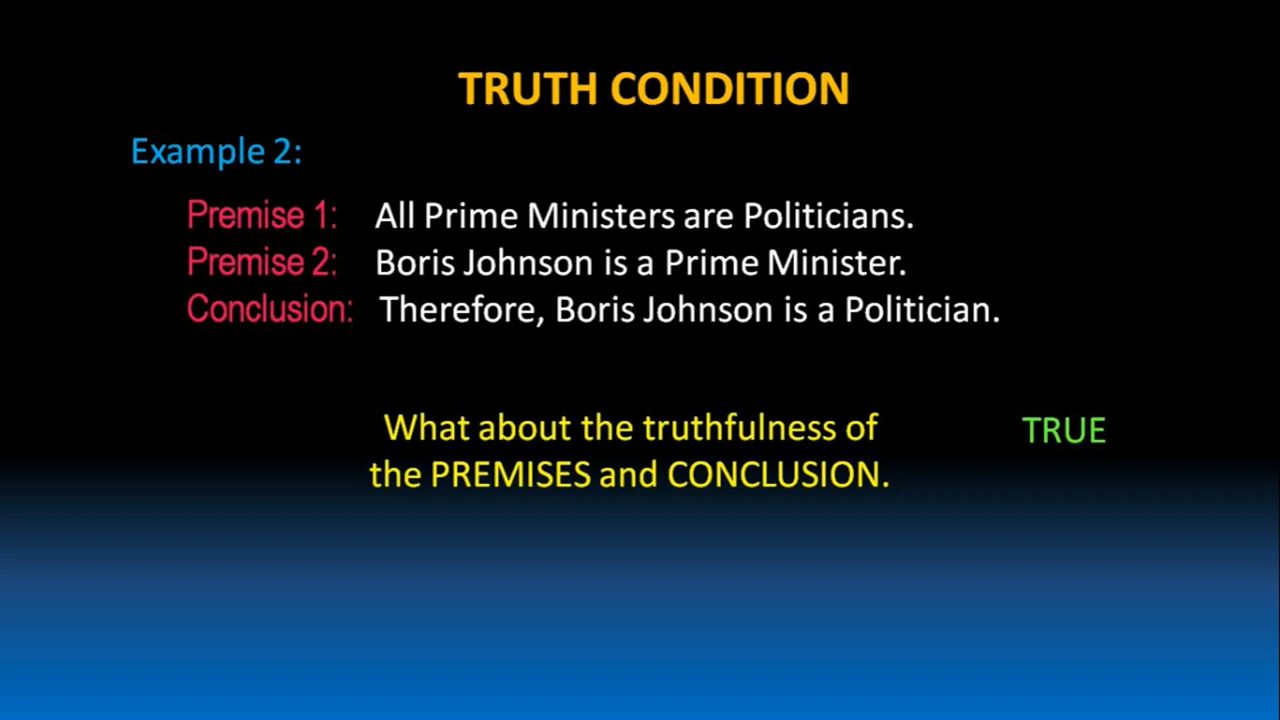 TRUTH CONDITION
Example 2:
Premise 1: All Prime Ministers are Politicians.
Premise 2: Boris Johnson is a Prime Minister.
Conclusion: Therefore, Boris Johnson is a Politician.
What about the truthfulness of TRUE
the PREMISES and CONCLUSION.